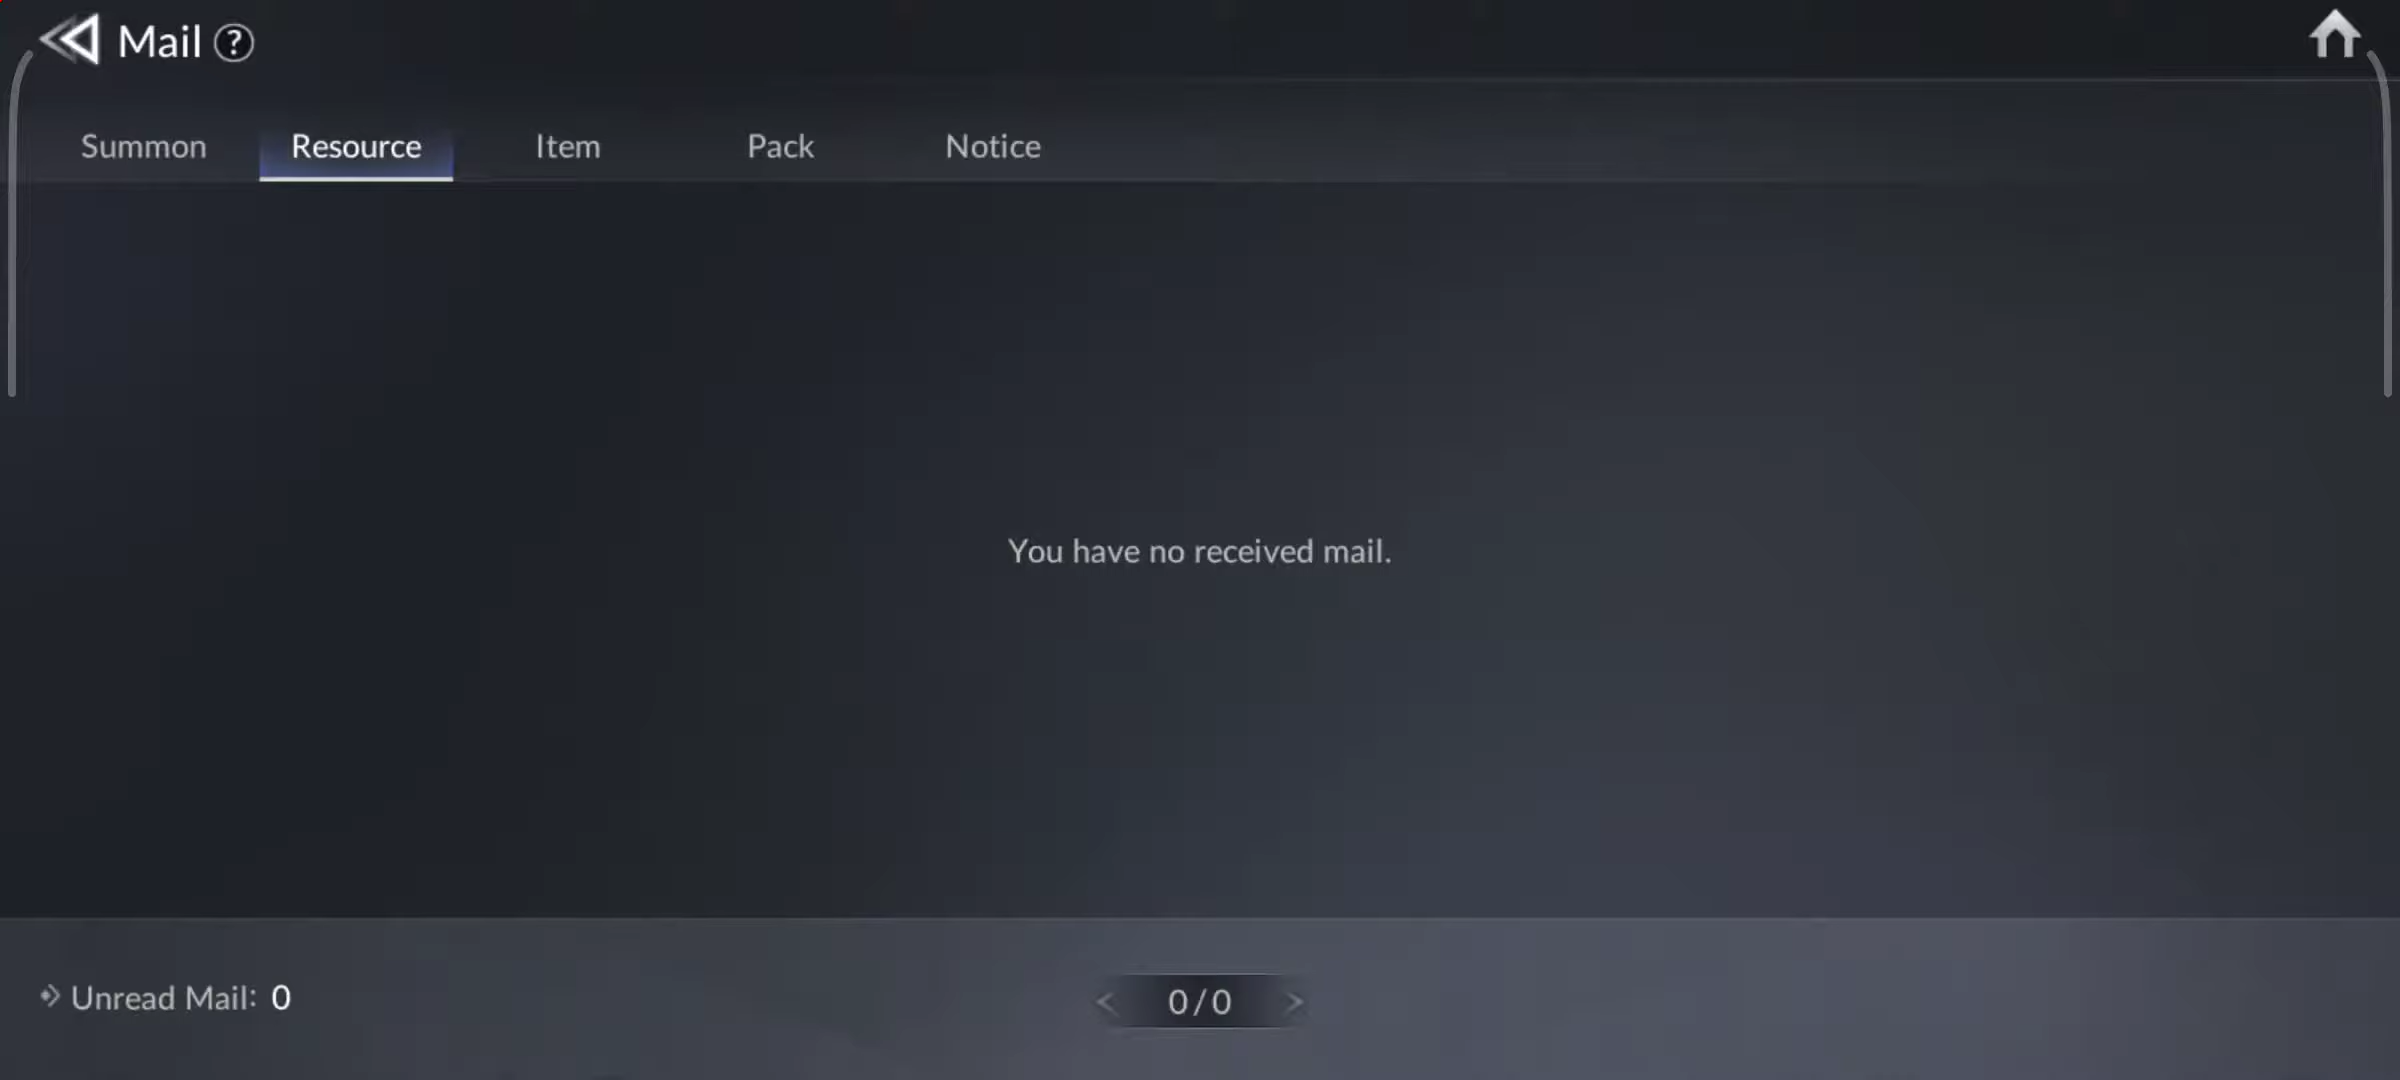 Mail ?
Summon Resource Item Pack Notice
You have no received mail.
Unread Mail: 0
< 0/0 >